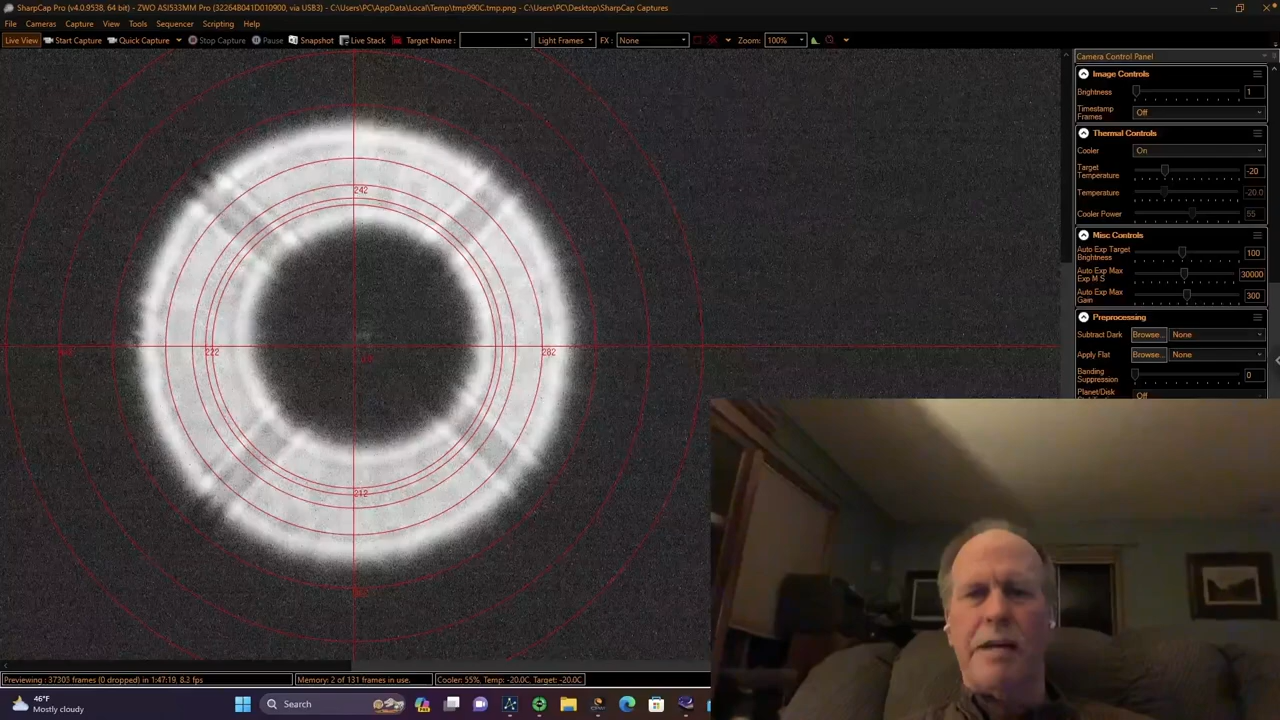 SharpCap Pro (v4.0.9538, 64 bit) - ZWO ASI533MM Pro (32264B041D010900, via USB3) - C:\Users\PC\AppData\Local\Temp\tmp990C.tmp.png - C:\Users\PC\Desktop\SharpCap Captures
File Cameras Capture View Tools Sequencer Scripting Help
Live View Start Capture Quick Capture Stop Capture Pause Snapshot Live Stack Target Name : Light Frames FX : None Zoom: 100%
Camera Control Panel
Image Controls
Brightness 1
Timestamp Frames Off
Thermal Controls
Cooler On
Target Temperature -20
Temperature -20.0
Cooler Power 55
Misc Controls
Auto Exp Target Brightness 100
Auto Exp Max Exp M S 30000
Auto Exp Max Gain 300
Preprocessing
Subtract Dark Browse... None
Apply Flat Browse... None
Banding Suppression 0
Planet/Disk Off
242
222
282
212
Previewing : 37303 frames (0 dropped) in 1:47:19, 8.2 fps
Memory: 2 of 131 frames in use.
Cooler: 55%, Temp: -20.0C, Target: -20.0C
46°F
Mostly cloudy
Search